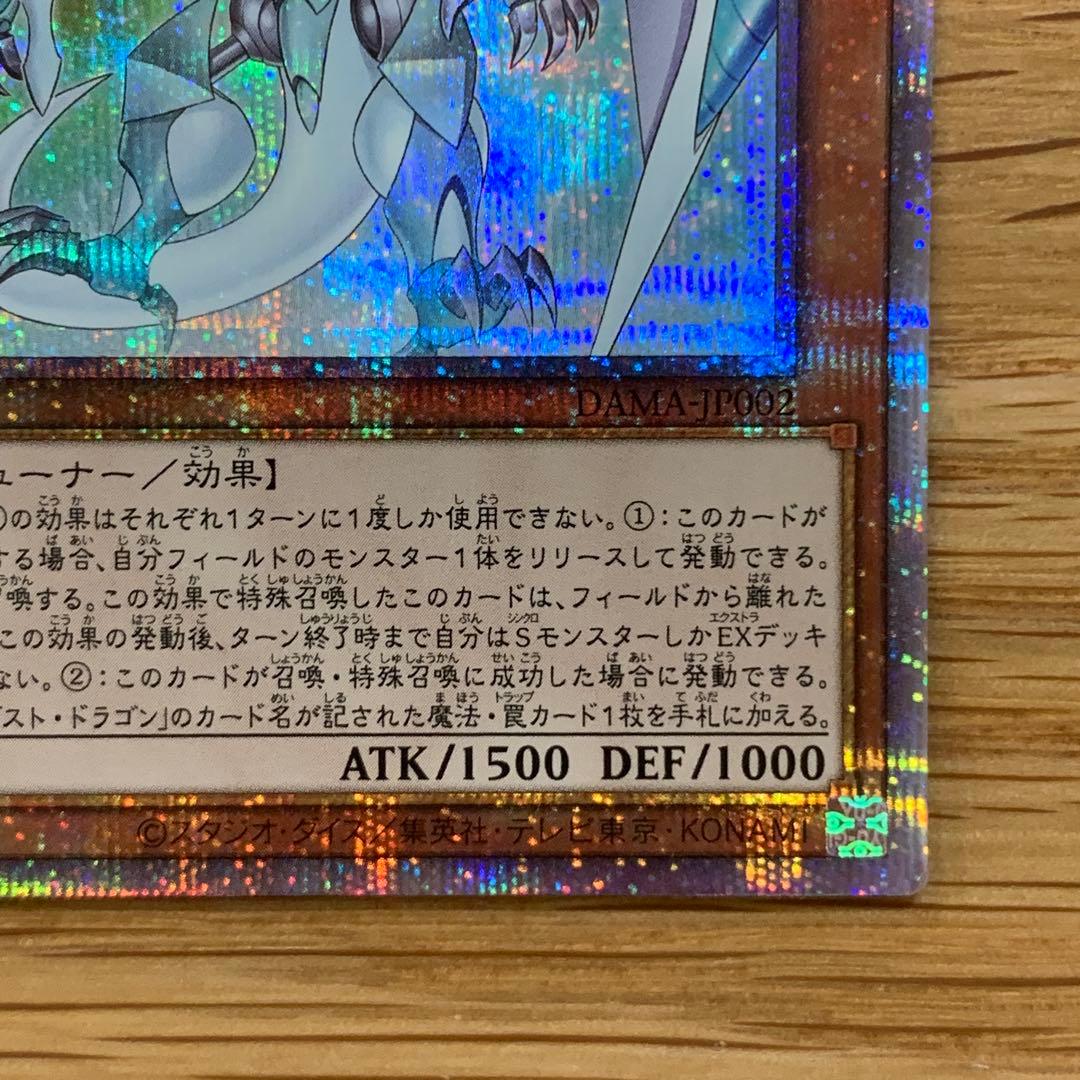 DAMA-JP002
ューナー／効果】
の効果はそれぞれ1ターンに1度しか使用できない。①：このカードが
する場合、自分フィールドのモンスター1体をリリースして発動できる。
喚する。この効果で特殊召喚したこのカードは、フィールドから離れた
この効果の発動後、ターン終了時まで自分はSモンスターしかEXデッキ
ない。②：このカードが召喚・特殊召喚に成功した場合に発動できる。
スト・ドラゴン」のカード名が記された魔法・罠カード1枚を手札に加える。
ATK/1500 DEF/1000
©スタジオ・ダイス／集英社・テレビ東京・KONAMI